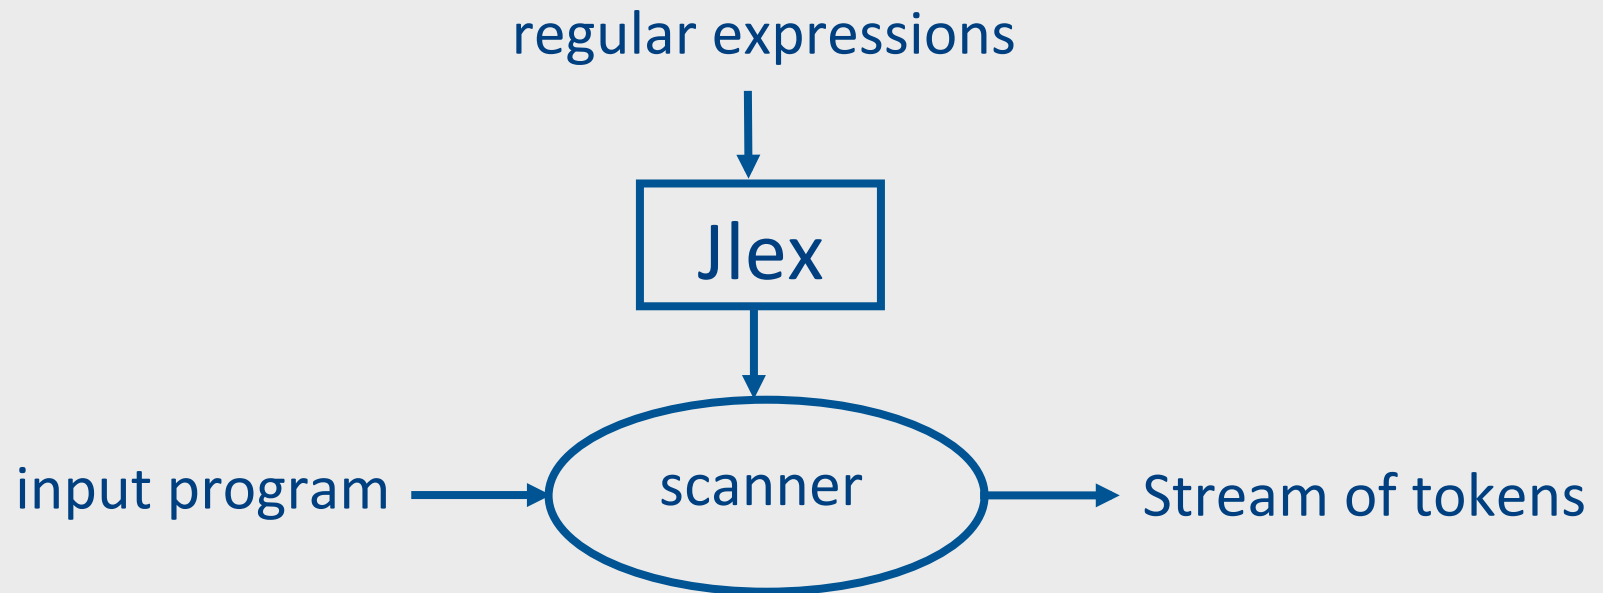 regular expressions
Jlex
scanner
input program
Stream of tokens